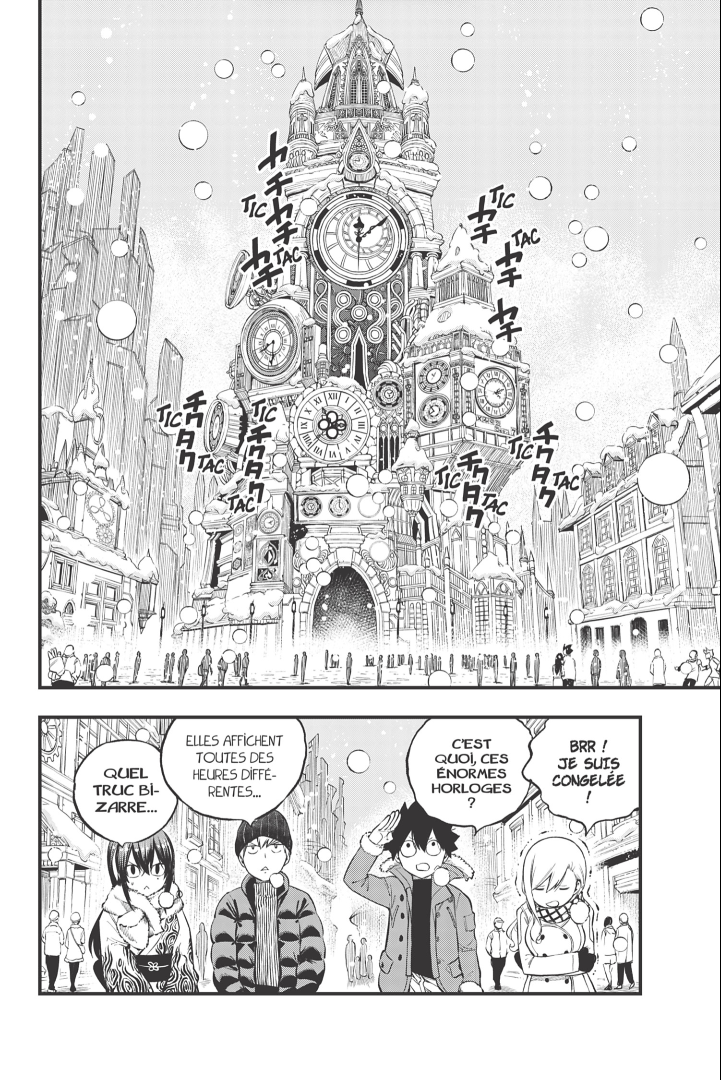 カチ
TIC
カチ
TAC
カチ
カチ
TIC
カチ
TAC
カチ
チクタク
TIC
TAC
チクタク
TIC
TAC
チクタク
TIC
TAC
チクタク
TIC
TAC
BRR !
JE SUIS
CONGELÉE
!
C'EST
QUOI, CES
ÉNORMES
HORLOGES
?
ELLES AFFICHENT
TOUTES DES
HEURES DIFFÉ-
RENTES...
QUEL
TRUC BI-
ZARRE...